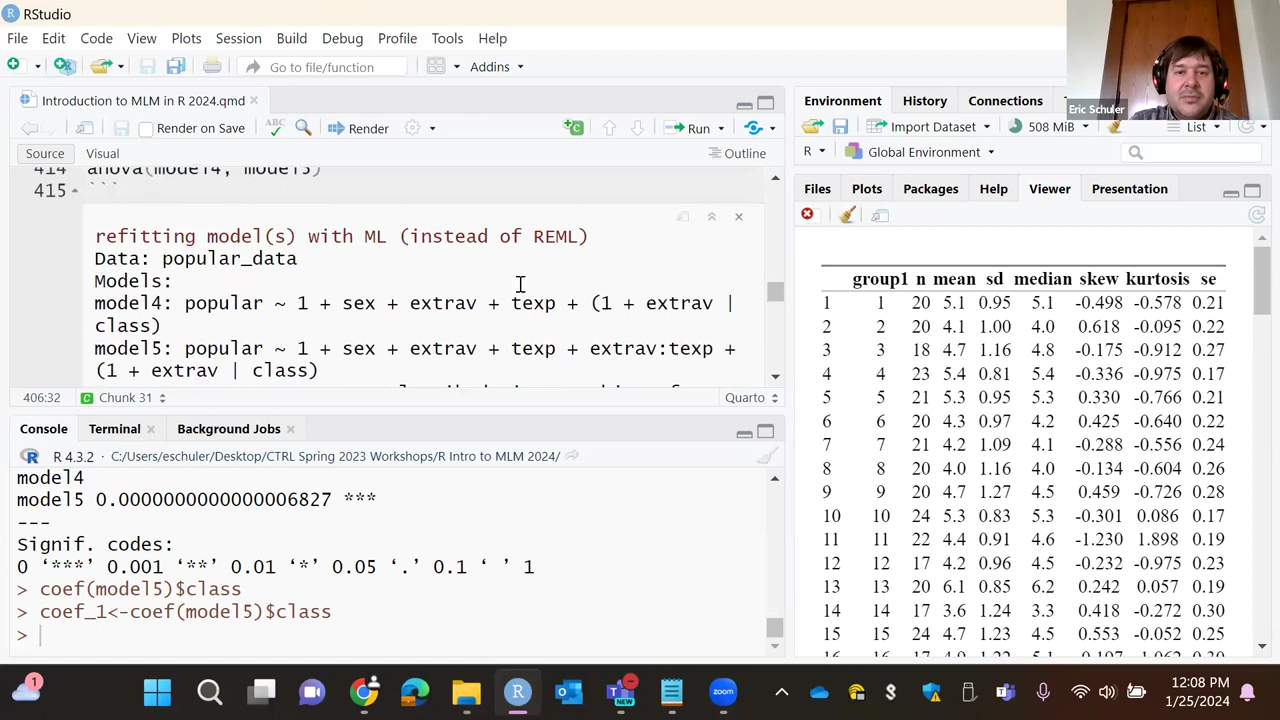 RStudio
File Edit Code View Plots Session Build Debug Profile Tools Help
Go to file/function Addins
Introduction to MLM in R 2024.qmd
Render on Save ABC Render Run
Source Visual Outline
414 anova(model4, model5)
415 ```
refitting model(s) with ML (instead of REML)
Data: popular_data
Models:
model4: popular ~ 1 + sex + extrav + texp + (1 + extrav |
class)
model5: popular ~ 1 + sex + extrav + texp + extrav:texp +
(1 + extrav | class)
406:32 C Chunk 31 Quarto
Console Terminal Background Jobs
R 4.3.2 · C:/Users/eschuler/Desktop/CTRL Spring 2023 Workshops/R Intro to MLM 2024/
model4
model5 0.0000000000000006827 ***
---
Signif. codes:
0 ‘***’ 0.001 ‘**’ 0.01 ‘*’ 0.05 ‘.’ 0.1 ‘ ’ 1
> coef(model5)$class
> coef_1<-coef(model5)$class
>
Eric Schuler
Environment History Connections
Import Dataset 508 MiB List
R Global Environment
Files Plots Packages Help Viewer Presentation
group1 n mean sd median skew kurtosis se
1 1 20 5.1 0.95 5.1 -0.498 -0.578 0.21
2 2 20 4.1 1.00 4.0 0.618 -0.095 0.22
3 3 18 4.7 1.16 4.8 -0.175 -0.912 0.27
4 4 23 5.4 0.81 5.4 -0.336 -0.975 0.17
5 5 21 5.3 0.95 5.3 0.330 -0.766 0.21
6 6 20 4.3 0.97 4.2 0.425 -0.640 0.22
7 7 21 4.2 1.09 4.1 -0.288 -0.556 0.24
8 8 20 4.0 1.16 4.0 -0.134 -0.604 0.26
9 9 20 4.7 1.27 4.5 0.459 -0.726 0.28
10 10 24 5.3 0.83 5.3 -0.301 0.086 0.17
11 11 22 4.4 0.91 4.6 -1.230 1.898 0.19
12 12 17 4.2 0.96 4.5 -0.232 -0.975 0.23
13 13 20 6.1 0.85 6.2 0.242 0.057 0.19
14 14 17 3.6 1.24 3.3 0.418 -0.272 0.30
15 15 24 4.7 1.23 4.5 0.553 -0.052 0.25
1 NEW zoom
12:08 PM
1/25/2024